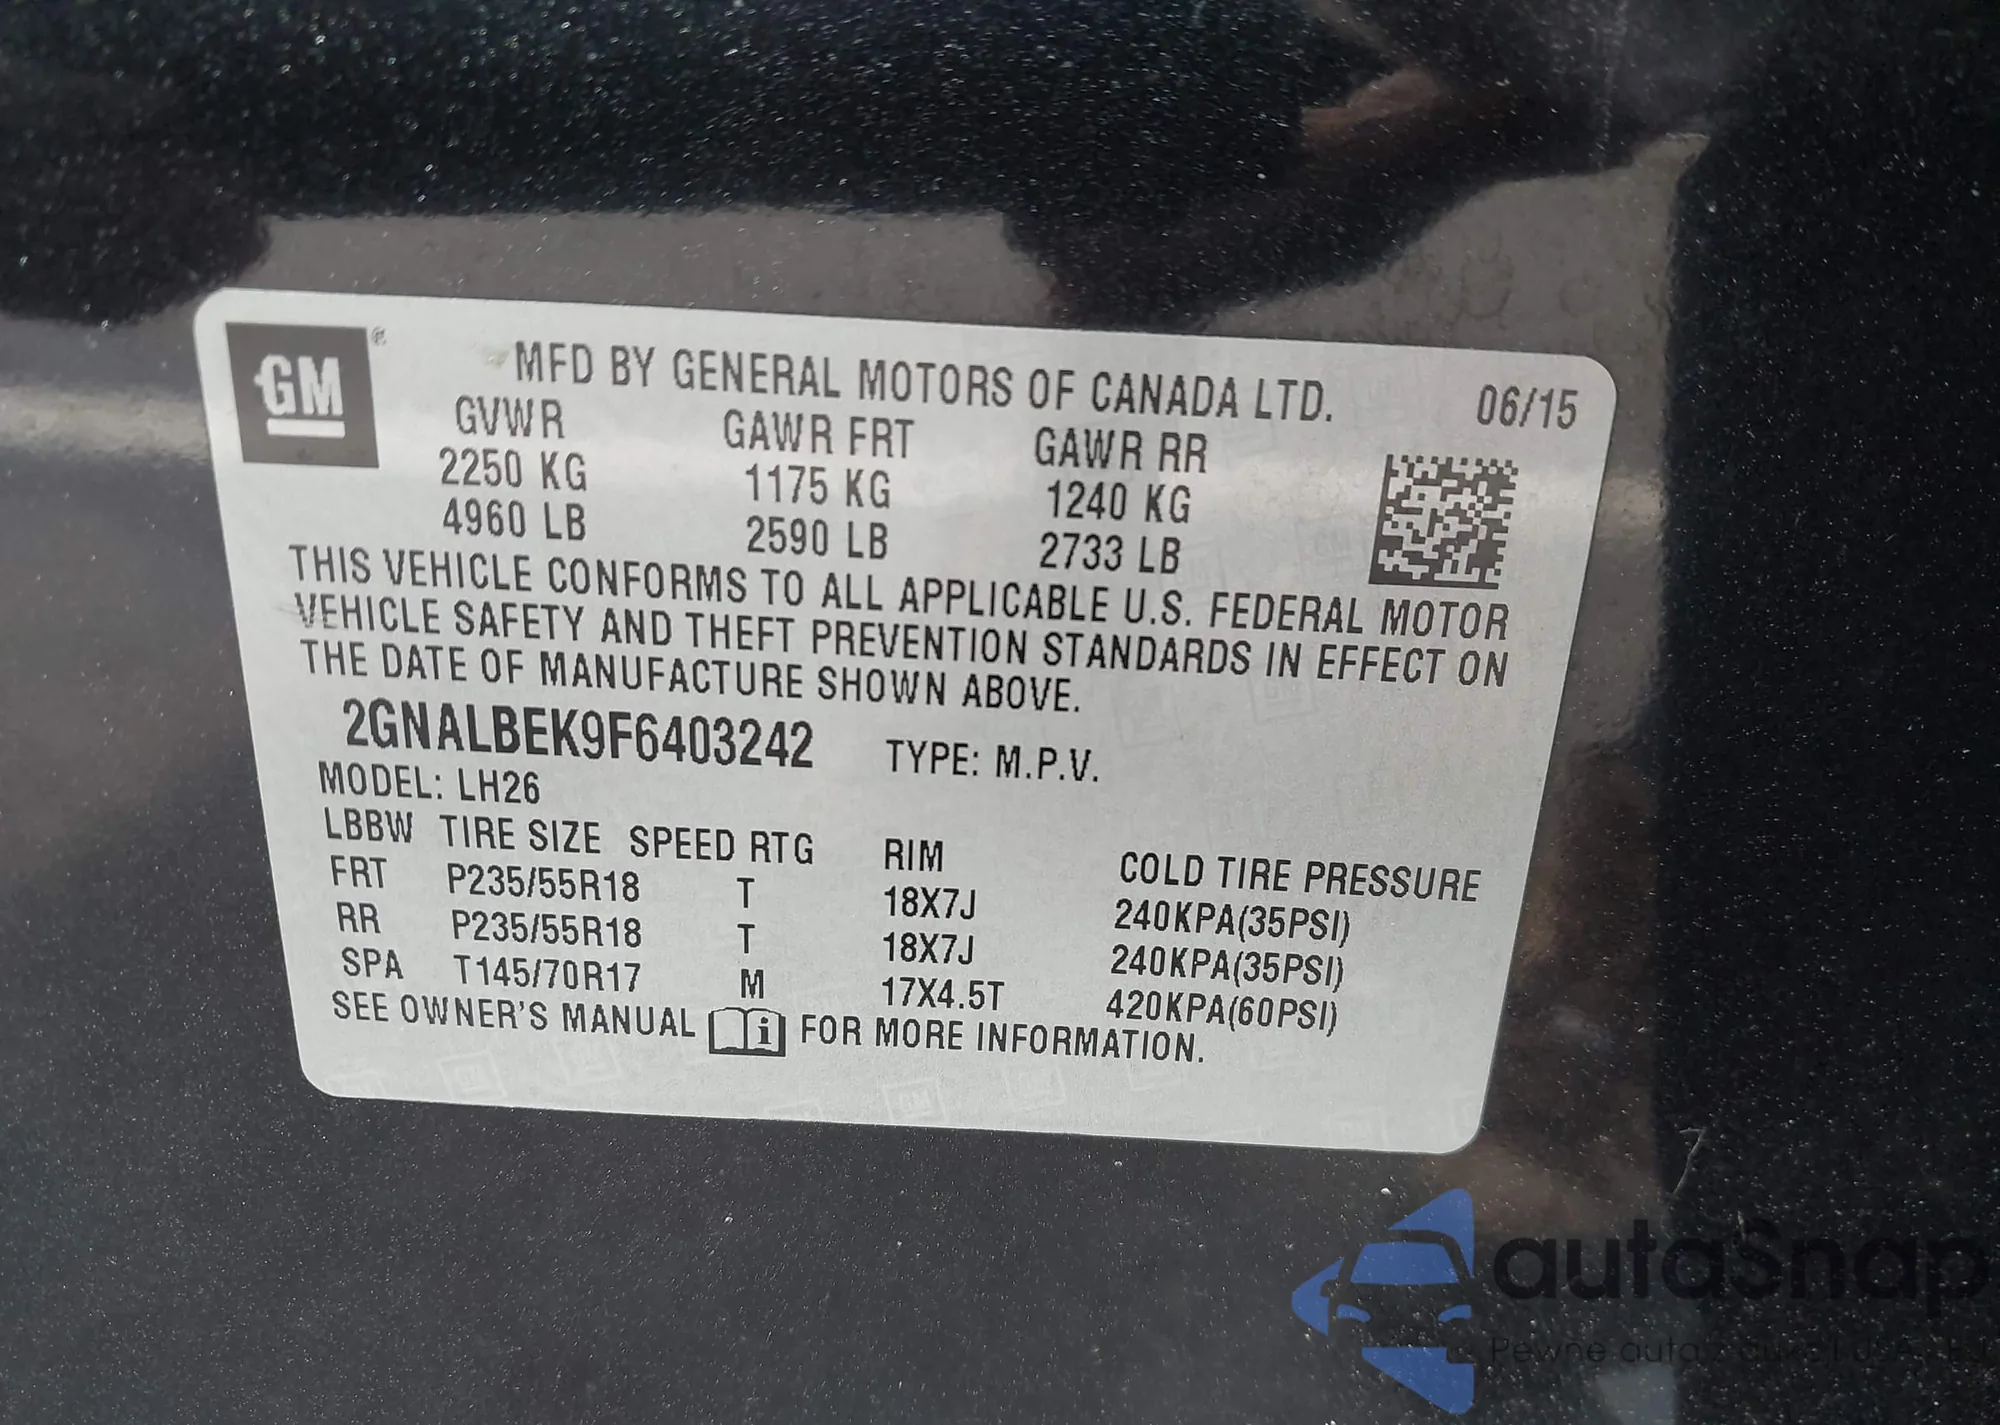 GM ®
MFD BY GENERAL MOTORS OF CANADA LTD. 06/15
GVWR GAWR FRT GAWR RR
2250 KG 1175 KG 1240 KG
4960 LB 2590 LB 2733 LB
THIS VEHICLE CONFORMS TO ALL APPLICABLE U.S. FEDERAL MOTOR
VEHICLE SAFETY AND THEFT PREVENTION STANDARDS IN EFFECT ON
THE DATE OF MANUFACTURE SHOWN ABOVE.
2GNALBEK9F6403242 TYPE: M.P.V.
MODEL: LH26
LBBW TIRE SIZE SPEED RTG RIM COLD TIRE PRESSURE
FRT P235/55R18 T 18X7J 240KPA(35PSI)
RR P235/55R18 T 18X7J 240KPA(35PSI)
SPA T145/70R17 M 17X4.5T 420KPA(60PSI)
SEE OWNER'S MANUAL FOR MORE INFORMATION.
autaSnap
Pewne auta